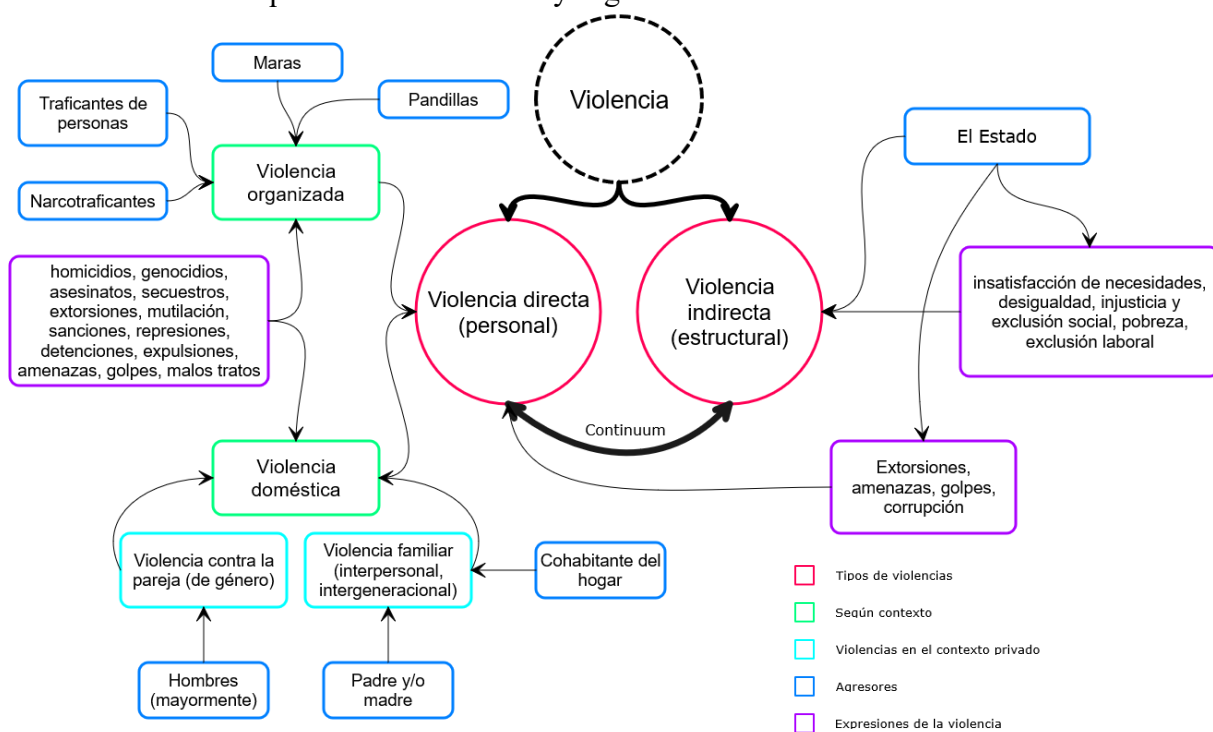 Maras
Traficantes de
personas
Pandillas
Violencia
El Estado
Violencia
organizada
Narcotraficantes
homicidios, genocidios,
asesinatos, secuestros,
extorsiones, mutilación,
sanciones, represiones,
detenciones, expulsiones,
amenazas, golpes, malos tratos
Violencia directa
(personal)
Violencia
indirecta
(estructural)
insatisfacción de necesidades,
desigualdad, injusticia y
exclusión social, pobreza,
exclusión laboral
Continuum
Violencia
doméstica
Extorsiones,
amenazas, golpes,
corrupción
Violencia contra la
pareja (de género)
Violencia familiar
(interpersonal,
intergeneracional)
Cohabitante del
hogar
Hombres
(mayormente)
Padre y/o
madre
Tipos de violencias
Según contexto
Violencias en el contexto privado
Agresores
Expresiones de la violencia